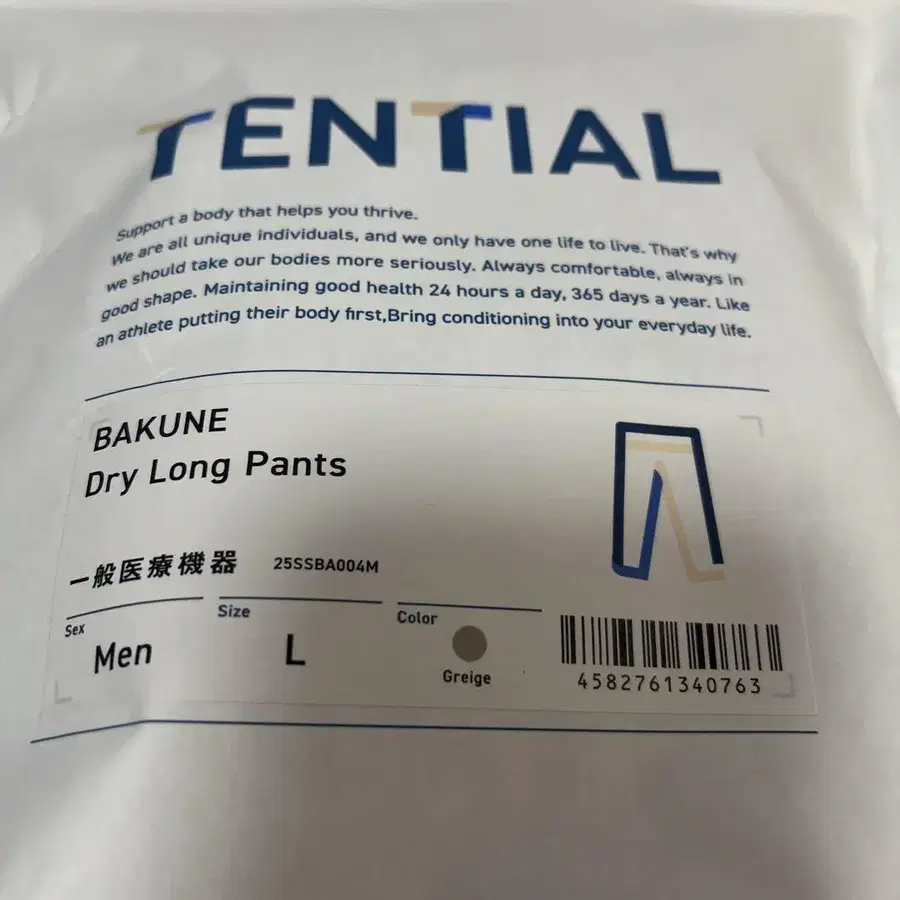 TENTIAL
Support a body that helps you thrive.
We are all unique individuals, and we only have one life to live. That's why
we should take our bodies more seriously. Always comfortable, always in
good shape. Maintaining good health 24 hours a day, 365 days a year. Like
an athlete putting their body first,Bring conditioning into your everyday life.
BAKUNE
Dry Long Pants
一般医療機器 25SSBA004M
Sex Size Color
Men L
Greige
4582761340763